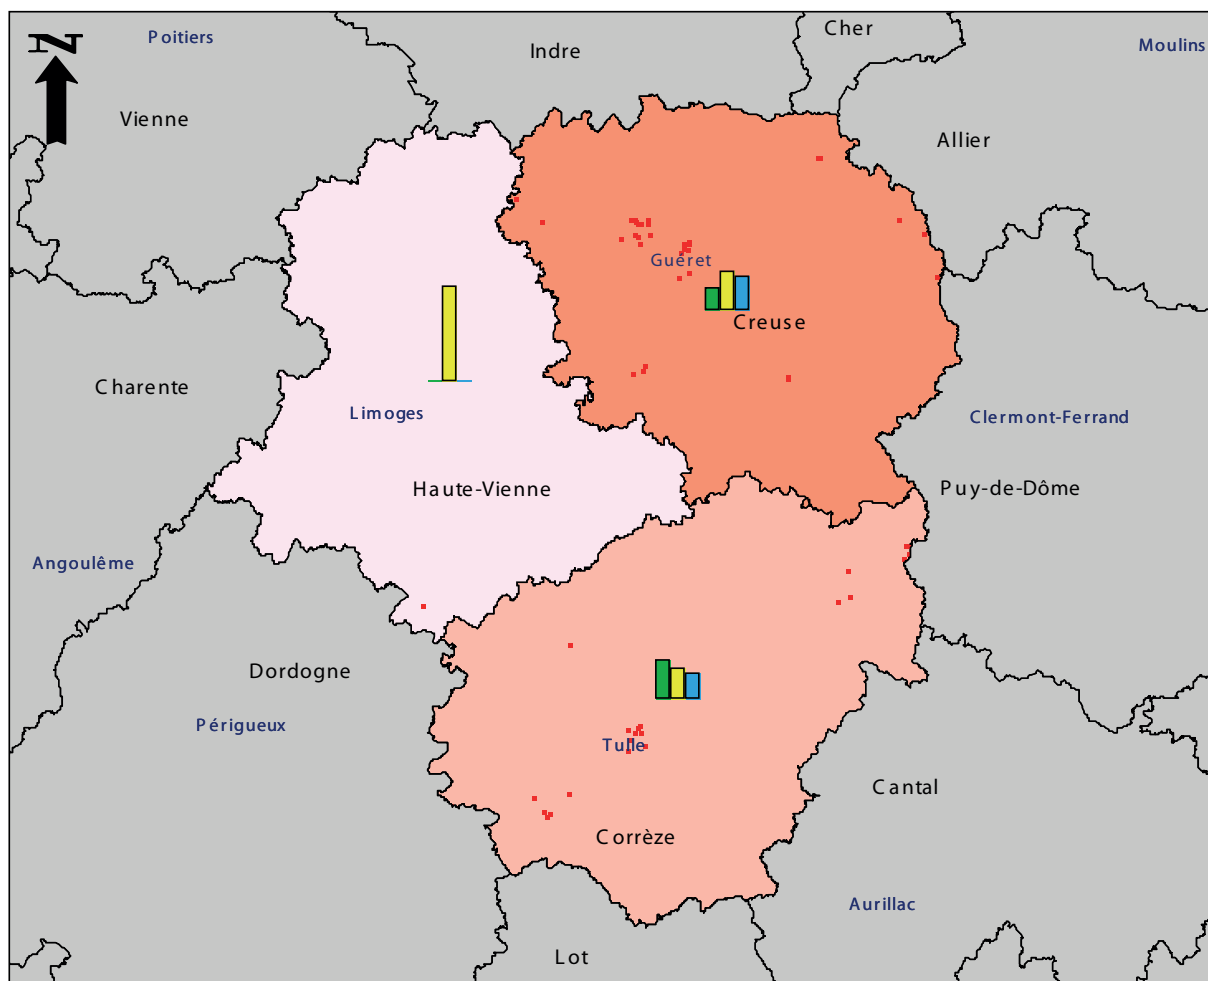 Cher
Poitiers
N
Moulins
Indre
Vienne
Allier
Guéret
Creuse
Charente
Limoges
Clermont-Ferrand
Haute-Vienne
Puy-de-Dôme
Angoulême
Dordogne
Périgueux
Tulle
Cantal
Corrèze
Aurillac
Lot